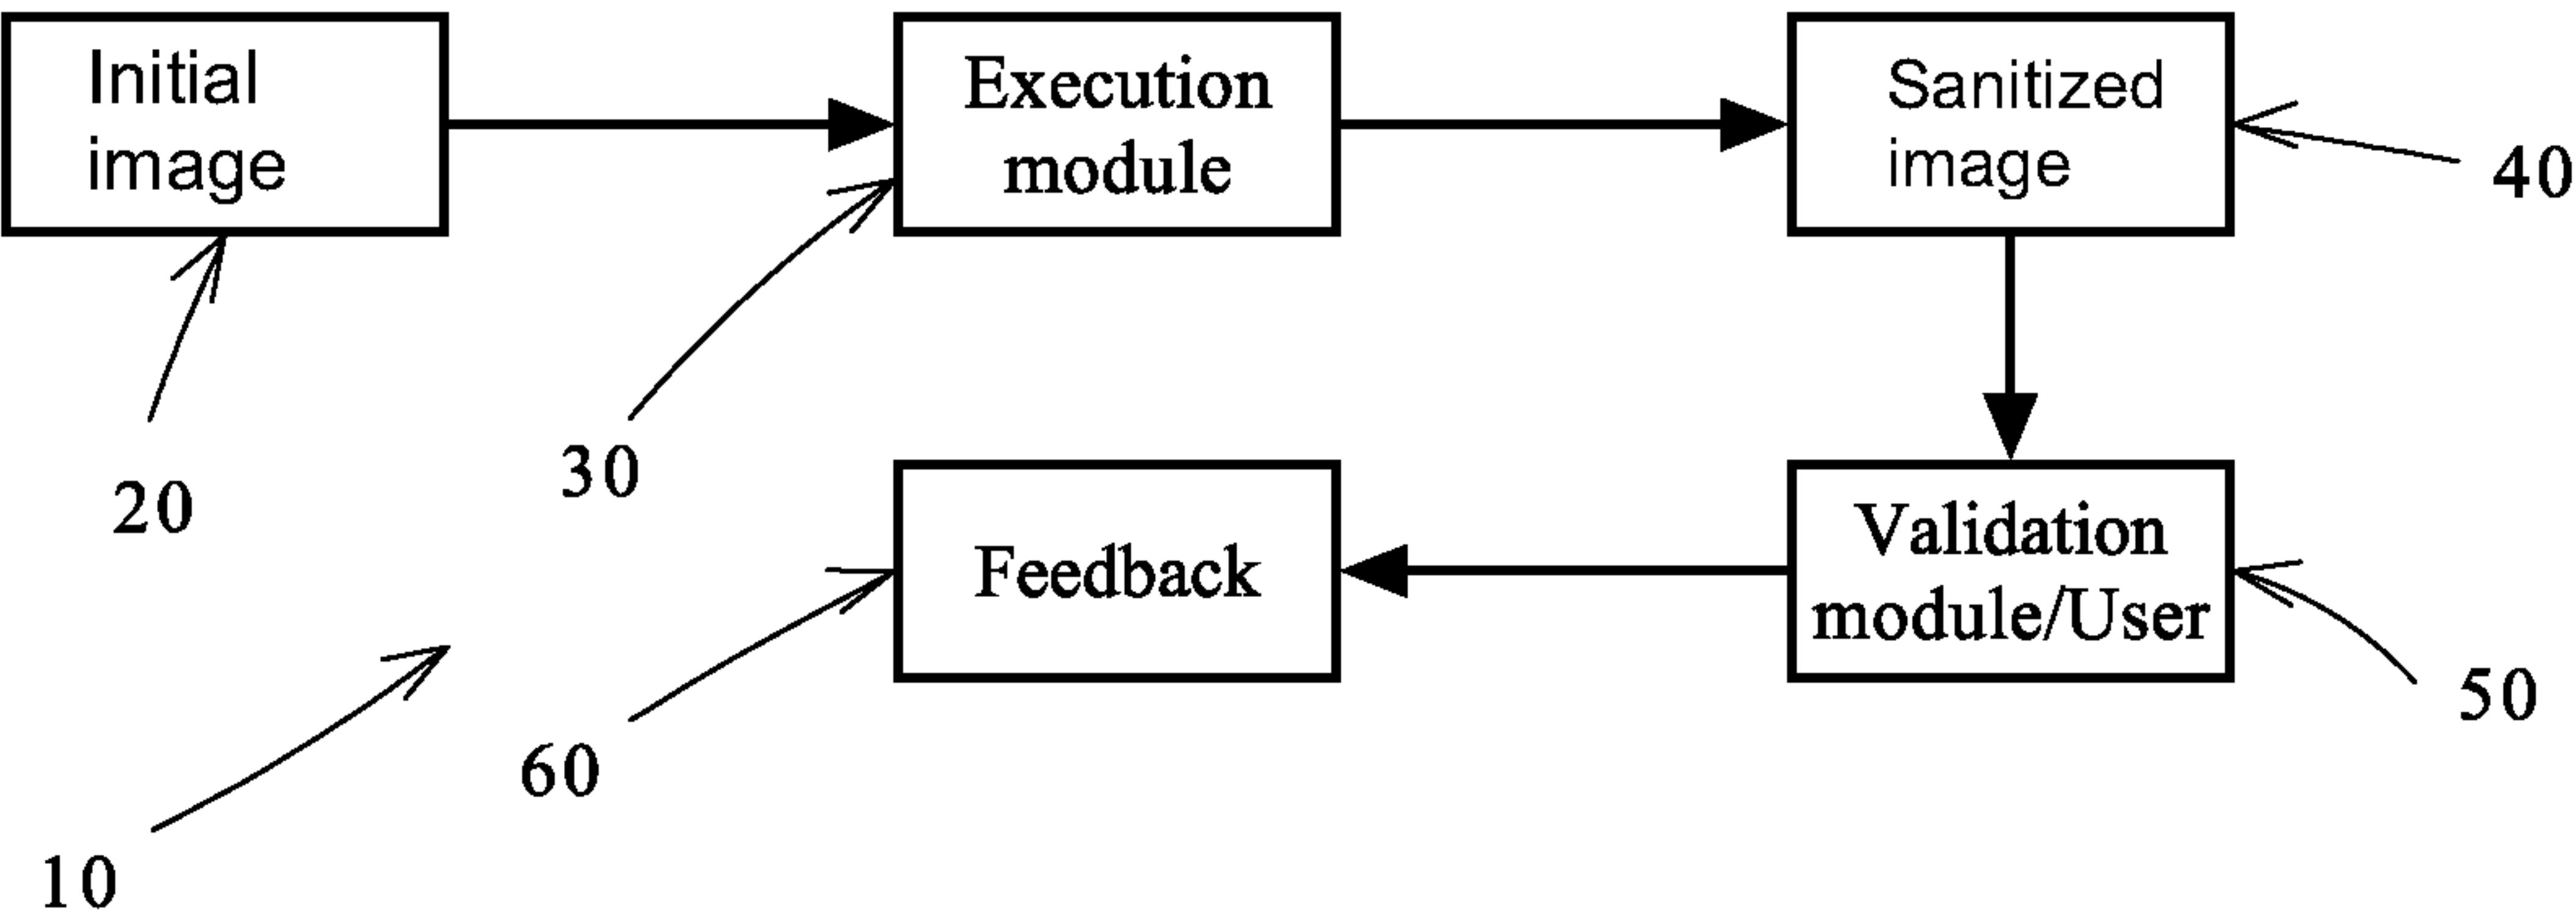 Initial
image
Execution
module
Sanitized
image
40
20
30
Feedback
Validation
module/User
60
50
10